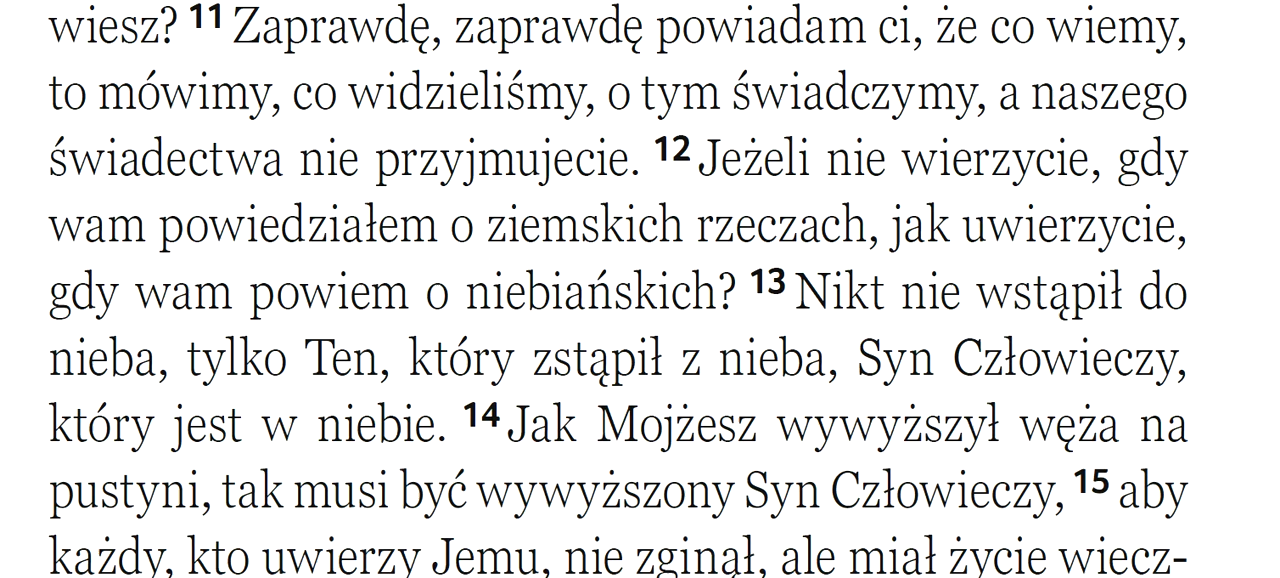 wiesz? 11 Zaprawdę, zaprawdę powiadam ci, że co wiemy,
to mówimy, co widzieliśmy, o tym świadczymy, a naszego
świadectwa nie przyjmujecie. 12 Jeżeli nie wierzycie, gdy
wam powiedziałem o ziemskich rzeczach, jak uwierzycie,
gdy wam powiem o niebiańskich? 13 Nikt nie wstąpił do
nieba, tylko Ten, który zstąpił z nieba, Syn Człowieczy,
który jest w niebie. 14 Jak Mojżesz wywyższył węża na
pustyni, tak musi być wywyższony Syn Człowieczy, 15 aby
każdy, kto uwierzy Jemu, nie zginął, ale miał życie wiecz-